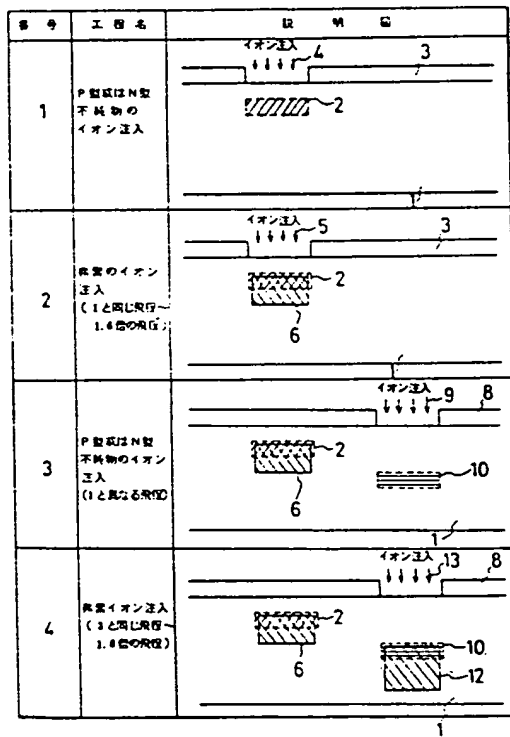 番号 工程名 説明図
1
P型或はN型
不純物の
イオン注入
イオン注入
4
3
2
2
炭素のイオン
注入
(1と同じ飛程〜
1.6倍の飛程)
イオン注入
5
3
2
6
3
P型或はN型
不純物のイオン
注入
(1と異なる飛程)
イオン注入
9
8
2
6
10
1
4
イオン注入
(3と同じ飛程〜
1.6倍の飛程)
イオン注入
13
8
2
6
10
12
1